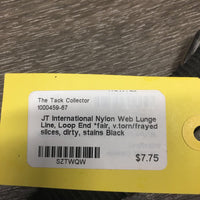 The Tack Collector
1000459-67
JT International Nylon Web Lunge
Line, Loop End *fair, v.torn/frayed
slices, dirty, stains Black
SZTWQW
$7.75